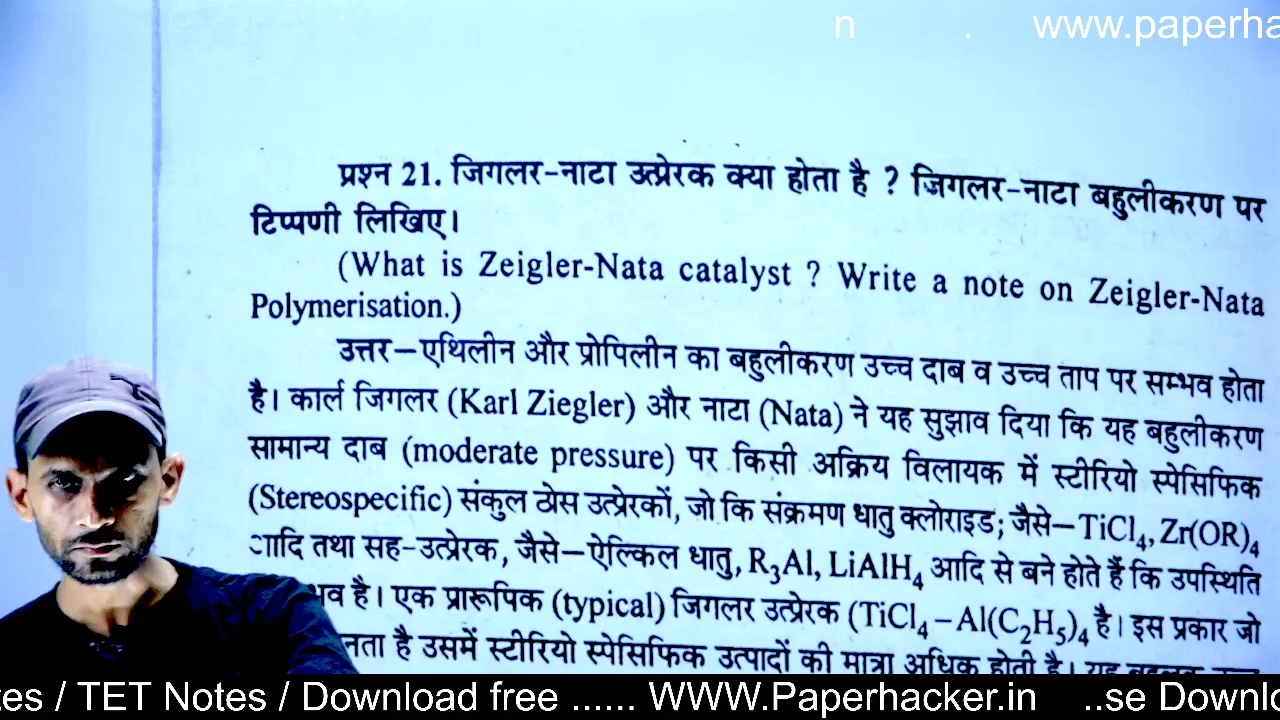 n . www.paperha
प्रश्न 21. जिगलर-नाटा उत्प्रेरक क्या होता है ? जिगलर-नाटा बहुलीकरण पर
टिप्पणी लिखिए।
(What is Zeigler-Nata catalyst ? Write a note on Zeigler-Nata
Polymerisation.)
उत्तर—एथिलीन और प्रोपिलीन का बहुलीकरण उच्च दाब व उच्च ताप पर सम्भव होता
है। कार्ल जिगलर (Karl Ziegler) और नाटा (Nata) ने यह सुझाव दिया कि यह बहुलीकरण
सामान्य दाब (moderate pressure) पर किसी अक्रिय विलायक में स्टीरियो स्पेसिफिक
(Stereospecific) संकुल ठोस उत्प्रेरकों, जो कि संक्रमण धातु क्लोराइड; जैसे—TiCl₄, Zr(OR)₄
आदि तथा सह-उत्प्रेरक, जैसे—ऐल्किल धातु, R₃Al, LiAlH₄ आदि से बने होते हैं कि उपस्थिति
है। एक प्रारूपिक (typical) जिगलर उत्प्रेरक (TiCl₄–Al(C₂H₅)₄ है। इस प्रकार जो
है उसमें स्टीरियो स्पेसिफिक उत्पादों की मात्रा अधिक होती है। यह
tes / TET Notes / Download free ...... WWW.Paperhacker.in ..se Downlo